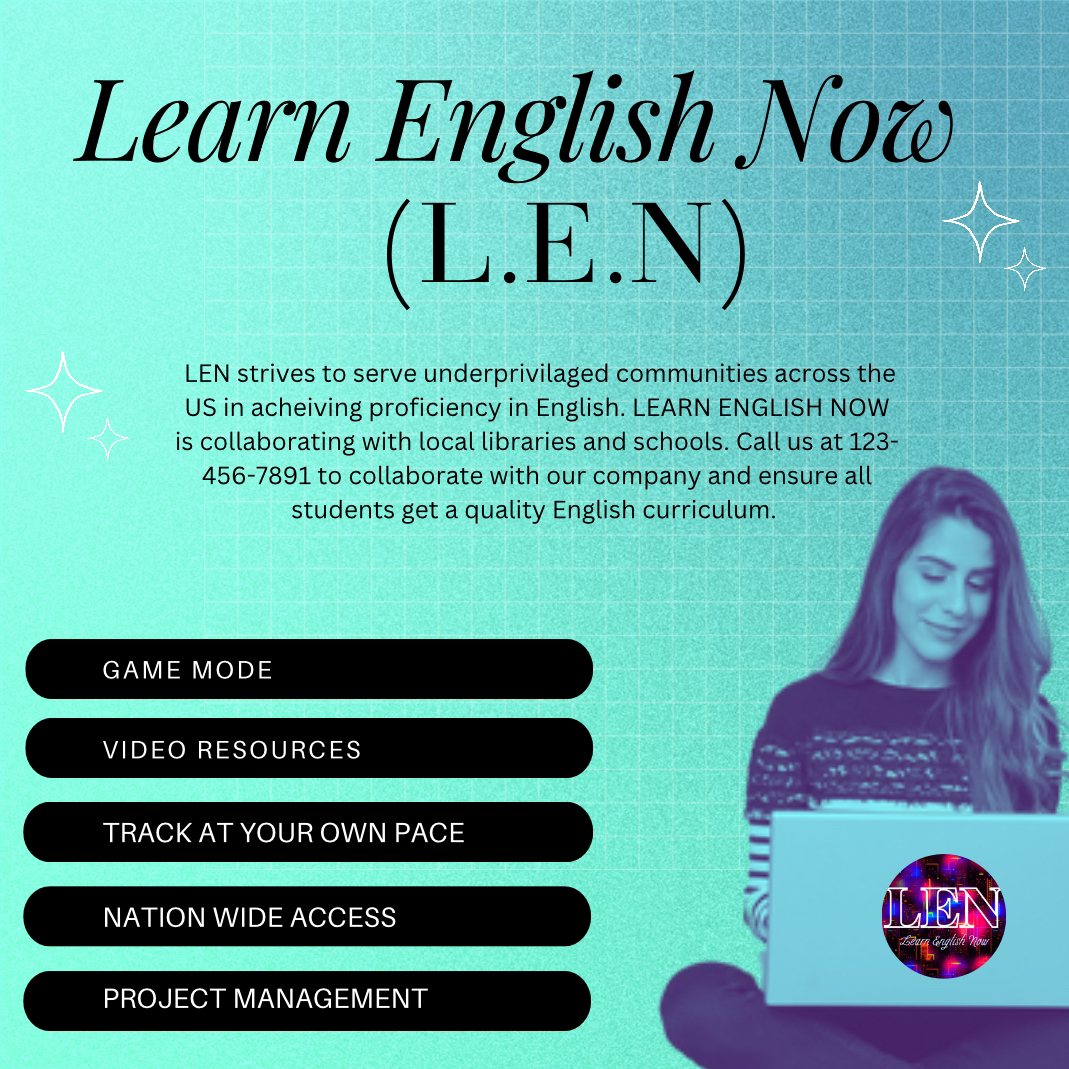 Learn English Now
(L.E.N)
LEN strives to serve underprivilaged communities across the
US in acheiving proficiency in English. LEARN ENGLISH NOW
is collaborating with local libraries and schools. Call us at 123-
456-7891 to collaborate with our company and ensure all
students get a quality English curriculum.
GAME MODE
VIDEO RESOURCES
TRACK AT YOUR OWN PACE
NATION WIDE ACCESS
PROJECT MANAGEMENT
LEN
Learn English Now